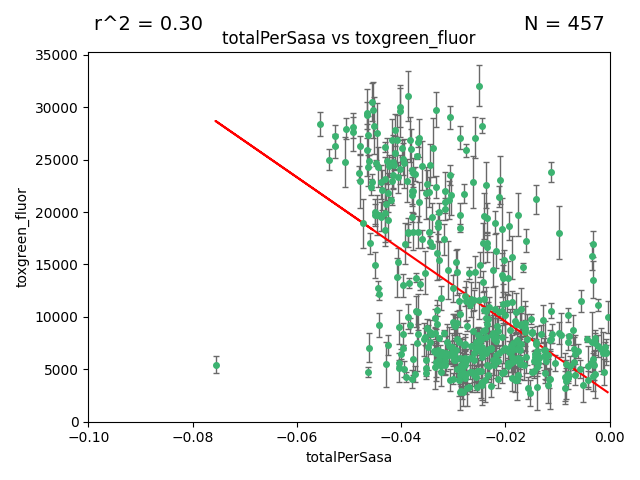 r^2 = 0.30
N = 457
totalPerSasa vs toxgreen_fluor
35000
30000
25000
20000
15000
10000
5000
0
toxgreen_fluor
−0.10
−0.08
−0.06
−0.04
−0.02
0.00
totalPerSasa